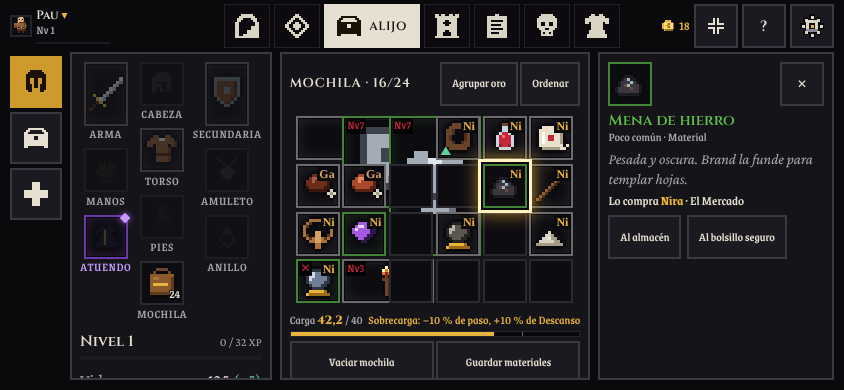 Pau ▾
Nv 1
ALIJO
18
?
ARMA
CABEZA
SECUNDARIA
MANOS
TORSO
AMULETO
ATUENDO
PIES
ANILLO
24
MOCHILA
Nivel 1
0 / 32 XP
Mochila · 16/24
Agrupar oro
Ordenar
Nv7
Nv7
Ni
Ni
Ni
Ga
Ga
Ni
Ni
Ni
Ni
Ni
Ni
Ni
Nv3
Carga 42,2 / 40 Sobrecarga: −10 % de paso, +10 % de Descanso
Vaciar mochila
Guardar materiales
×
Mena de hierro
Poco común · Material
Pesada y oscura. Brand la funde para
templar hojas.
Lo compra Nira · El Mercado
Al almacén
Al bolsillo seguro